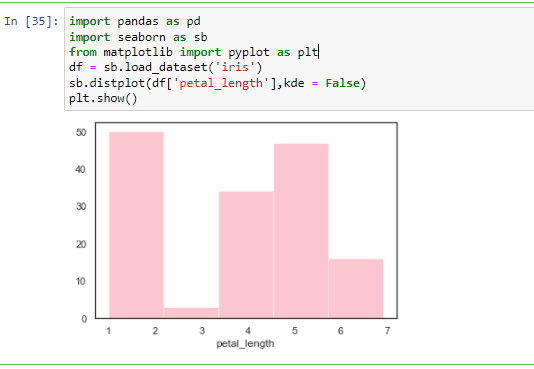 In [35]: import pandas as pd
import seaborn as sb
from matplotlib import pyplot as plt
df = sb.load_dataset('iris')
sb.distplot(df['petal_length'],kde = False)
plt.show()
50
40
30
20
10
0
1 2 3 4 5 6 7
petal_length